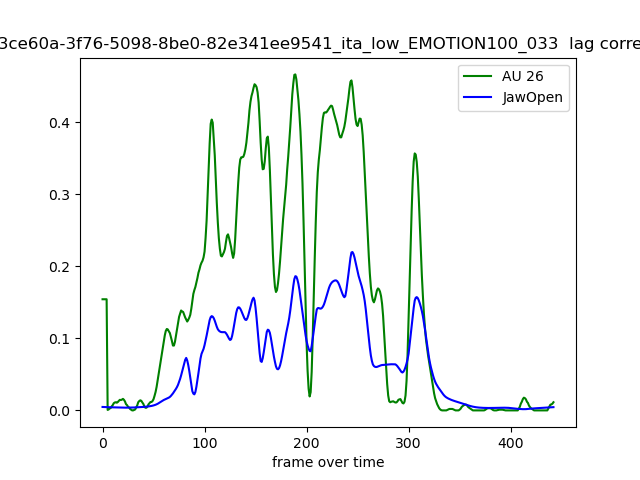 3ce60a-3f76-5098-8be0-82e341ee9541_ita_low_EMOTION100_033  lag corre
AU 26
JawOpen
0.4
0.3
0.2
0.1
0.0
0 100 200 300 400
frame over time